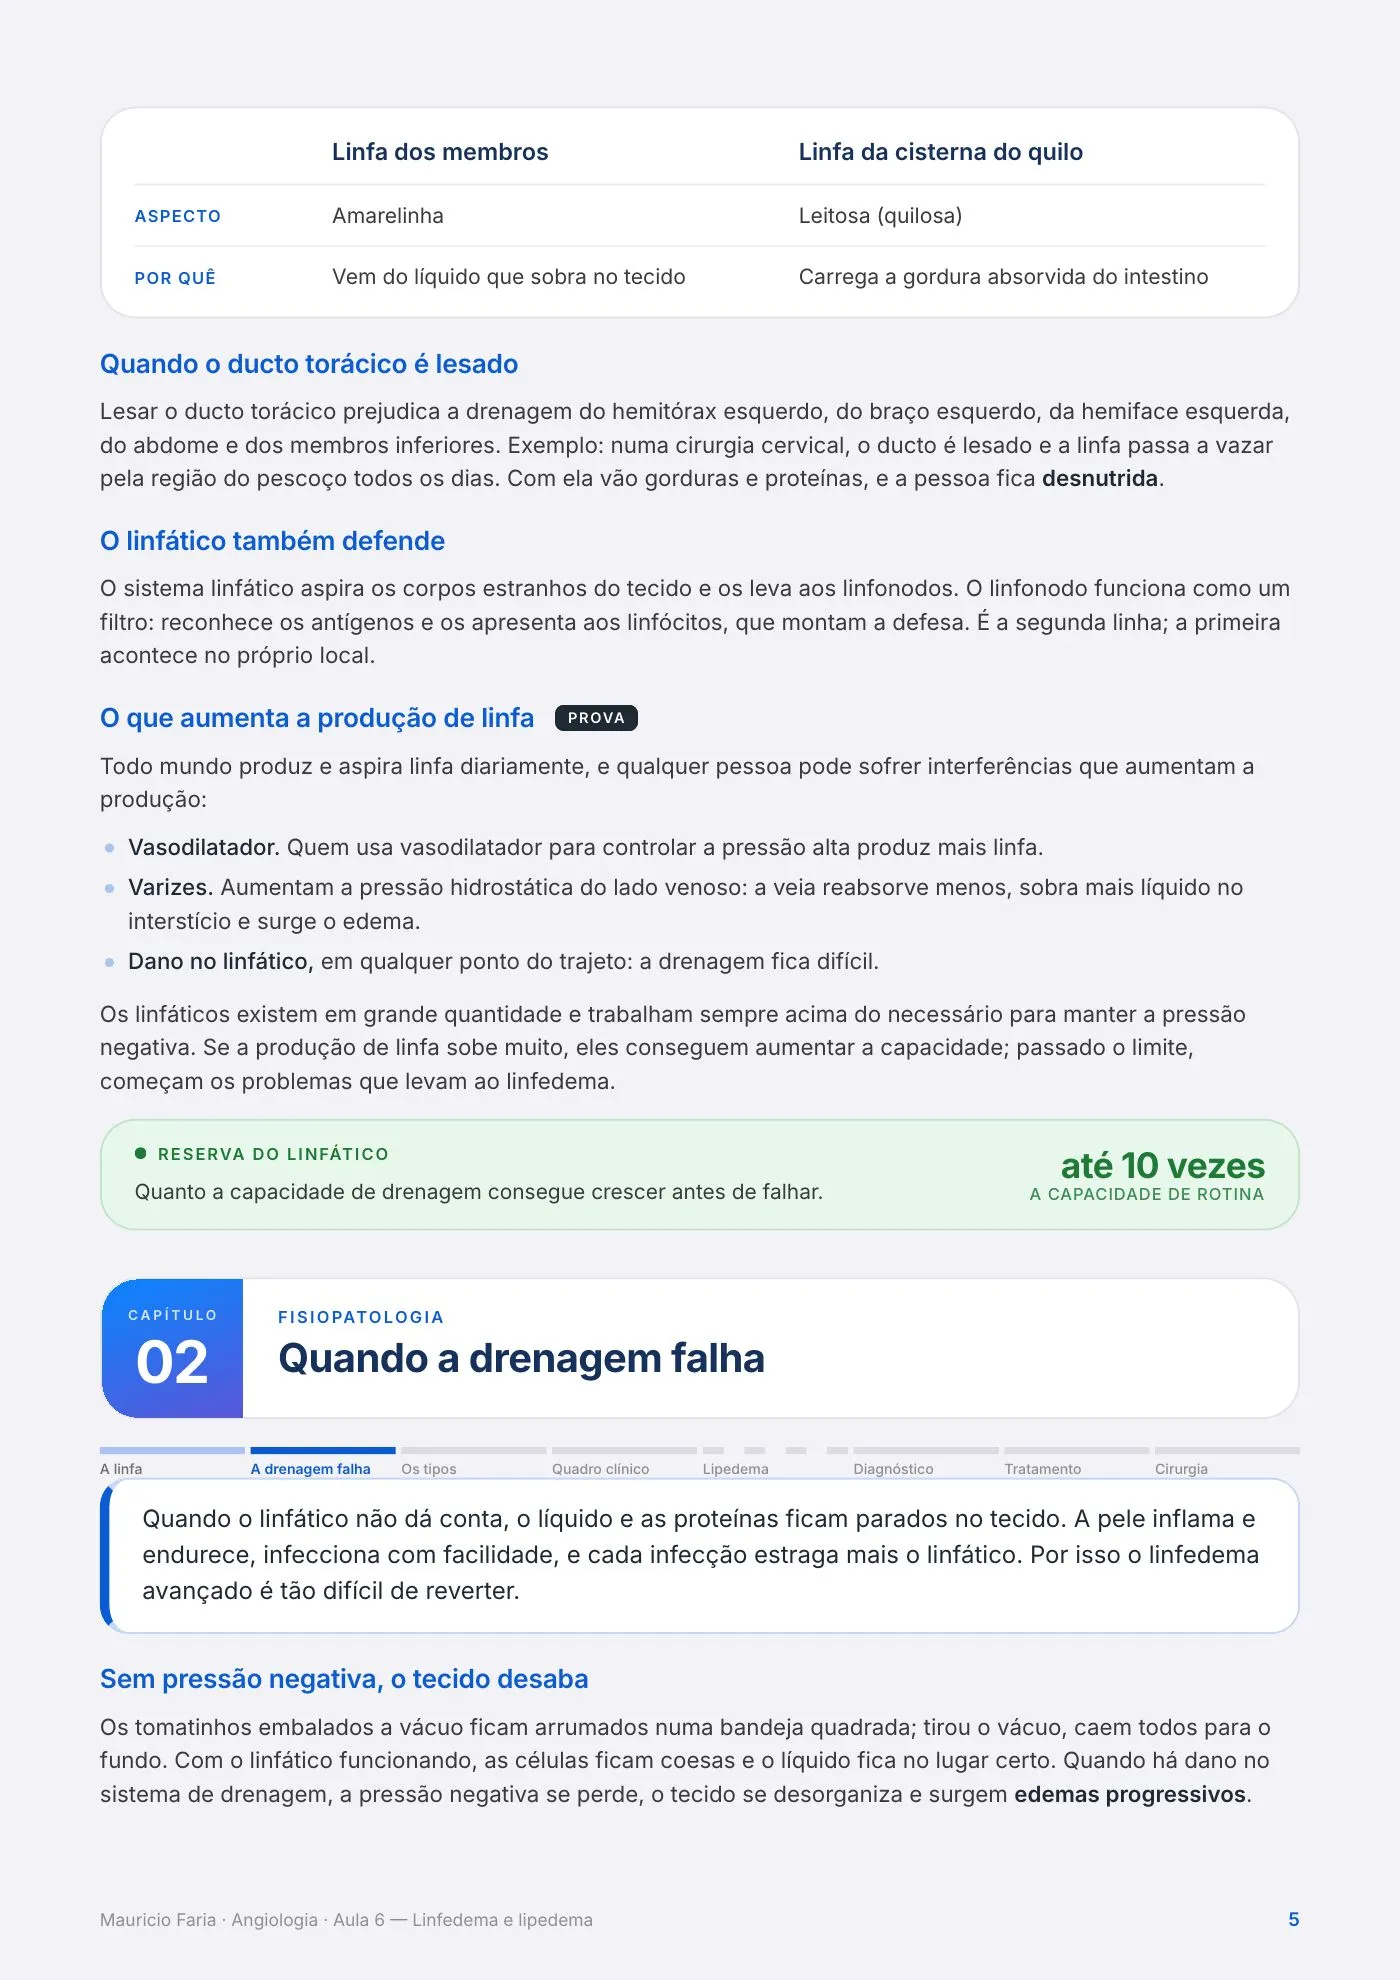 Linfa dos membros Linfa da cisterna do quilo
ASPECTO Amarelinha Leitosa (quilosa)
POR QUÊ Vem do líquido que sobra no tecido Carrega a gordura absorvida do intestino
Quando o ducto torácico é lesado
Lesar o ducto torácico prejudica a drenagem do hemitórax esquerdo, do braço esquerdo, da hemiface esquerda,
do abdome e dos membros inferiores. Exemplo: numa cirurgia cervical, o ducto é lesado e a linfa passa a vazar
pela região do pescoço todos os dias. Com ela vão gorduras e proteínas, e a pessoa fica desnutrida.
O linfático também defende
O sistema linfático aspira os corpos estranhos do tecido e os leva aos linfonodos. O linfonodo funciona como um
filtro: reconhece os antígenos e os apresenta aos linfócitos, que montam a defesa. É a segunda linha; a primeira
acontece no próprio local.
O que aumenta a produção de linfa PROVA
Todo mundo produz e aspira linfa diariamente, e qualquer pessoa pode sofrer interferências que aumentam a
produção:
• Vasodilatador. Quem usa vasodilatador para controlar a pressão alta produz mais linfa.
• Varizes. Aumentam a pressão hidrostática do lado venoso: a veia reabsorve menos, sobra mais líquido no
interstício e surge o edema.
• Dano no linfático, em qualquer ponto do trajeto: a drenagem fica difícil.
Os linfáticos existem em grande quantidade e trabalham sempre acima do necessário para manter a pressão
negativa. Se a produção de linfa sobe muito, eles conseguem aumentar a capacidade; passado o limite,
começam os problemas que levam ao linfedema.
● RESERVA DO LINFÁTICO
Quanto a capacidade de drenagem consegue crescer antes de falhar.
até 10 vezes
A CAPACIDADE DE ROTINA
CAPÍTULO
02
FISIOPATOLOGIA
Quando a drenagem falha
A linfa A drenagem falha Os tipos Quadro clínico Lipedema Diagnóstico Tratamento Cirurgia
Quando o linfático não dá conta, o líquido e as proteínas ficam parados no tecido. A pele inflama e
endurece, infecciona com facilidade, e cada infecção estraga mais o linfático. Por isso o linfedema
avançado é tão difícil de reverter.
Sem pressão negativa, o tecido desaba
Os tomatinhos embalados a vácuo ficam arrumados numa bandeja quadrada; tirou o vácuo, caem todos para o
fundo. Com o linfático funcionando, as células ficam coesas e o líquido fica no lugar certo. Quando há dano no
sistema de drenagem, a pressão negativa se perde, o tecido se desorganiza e surgem edemas progressivos.
Mauricio Faria · Angiologia · Aula 6 — Linfedema e lipedema 5